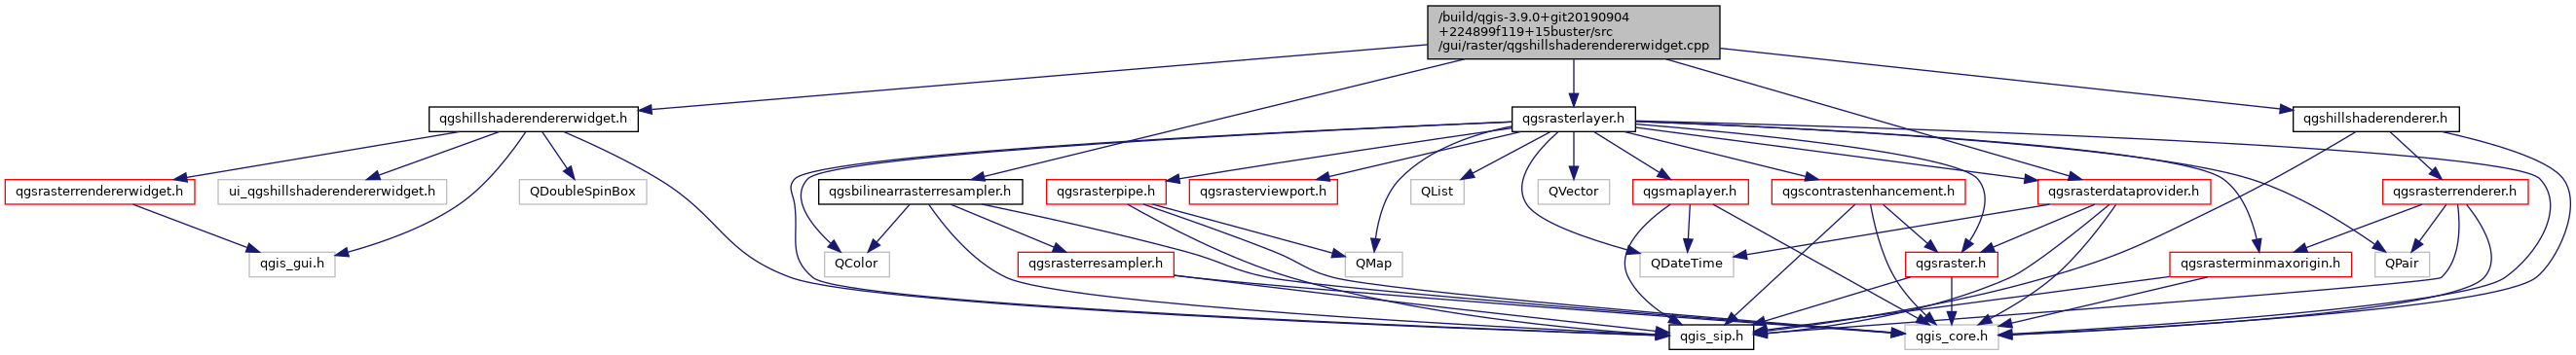 /build/qgis-3.9.0+git20190904
+224899f119+15buster/src
/gui/raster/qgshillshaderendererwidget.cpp
qgshillshaderendererwidget.h
qgsrasterlayer.h
qgshillshaderenderer.h
qgsrasterrendererwidget.h
ui_qgshillshaderendererwidget.h
QDoubleSpinBox
qgsbilinearrasterresampler.h
qgsrasterpipe.h
qgsrasterviewport.h
QList
QVector
qgsmaplayer.h
qgscontrastenhancement.h
qgsrasterdataprovider.h
qgsrasterrenderer.h
qgis_gui.h
QColor
qgsrasterresampler.h
QMap
QDateTime
qgsraster.h
qgsrasterminmaxorigin.h
QPair
qgis_sip.h
qgis_core.h